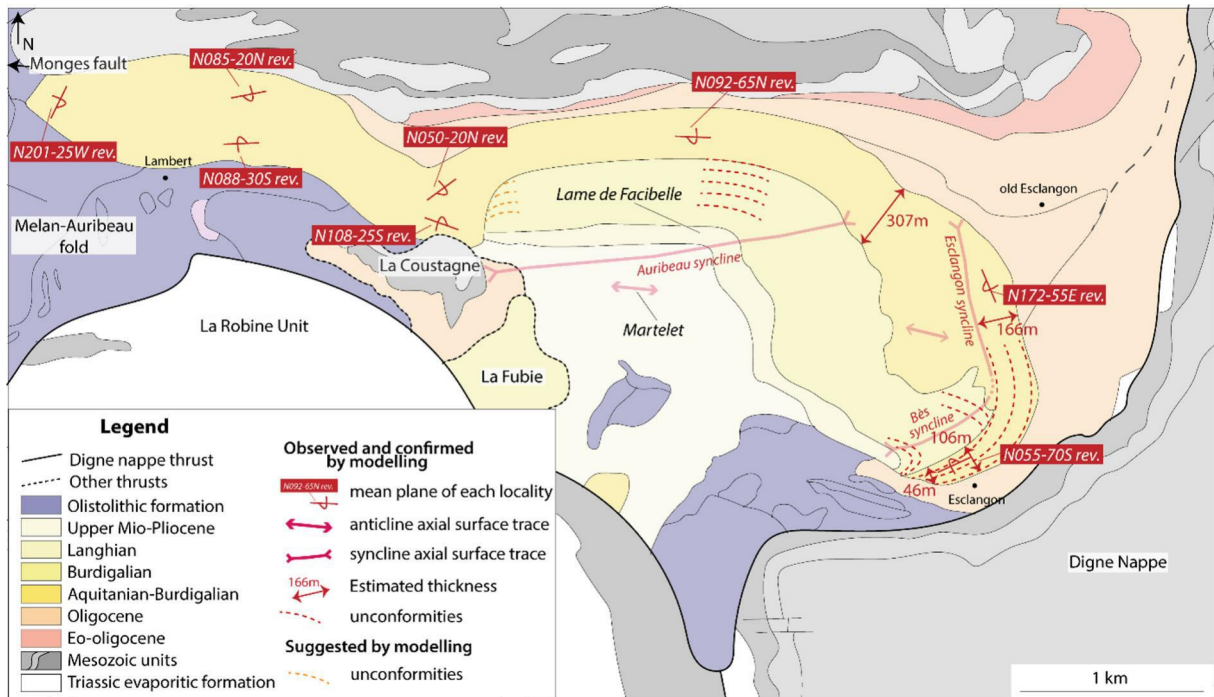 N
Monges fault
N085-20N rev.
N092-65N rev.
N201-25W rev.
Lambert
N088-30S rev.
N050-20N rev.
Lame de Facibelle
old Esclangon
307m
Melan-Auribeau
fold
N108-25S rev.
La Coustagne
Auribeau syncline
Esclangon syncline
N172-55E rev.
166m
La Robine Unit
Martelet
La Fubie
Bès
syncline
106m
N055-70S rev.
46m
Esclangon
Digne Nappe
1 km
Legend
Digne nappe thrust
Other thrusts
Olistolithic formation
Upper Mio-Pliocene
Langhian
Burdigalian
Aquitanian-Burdigalian
Oligocene
Eo-oligocene
Mesozoic units
Triassic evaporitic formation
Observed and confirmed
by modelling
N092-65N rev.
mean plane of each locality
anticline axial surface trace
syncline axial surface trace
166m
Estimated thickness
unconformities
Suggested by modelling
unconformities